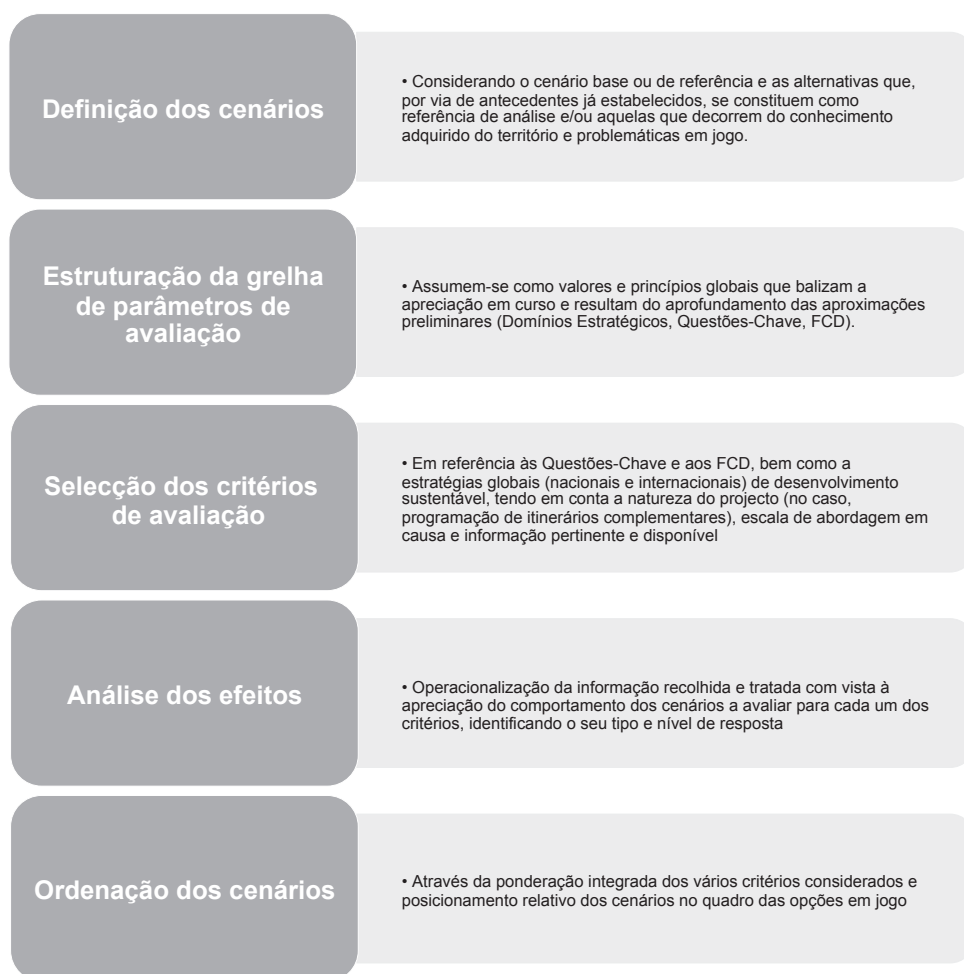 Definição dos cenários
• Considerando o cenário base ou de referência e as alternativas que,
por via de antecedentes já estabelecidos, se constituem como
referência de análise e/ou aquelas que decorrem do conhecimento
adquirido do território e problemáticas em jogo.
Estruturação da grelha
de parâmetros de
avaliação
• Assumem-se como valores e princípios globais que balizam a
apreciação em curso e resultam do aprofundamento das aproximações
preliminares (Domínios Estratégicos, Questões-Chave, FCD).
Selecção dos critérios
de avaliação
• Em referência às Questões-Chave e aos FCD, bem como a
estratégias globais (nacionais e internacionais) de desenvolvimento
sustentável, tendo em conta a natureza do projecto (no caso,
programação de itinerários complementares), escala de abordagem em
causa e informação pertinente e disponível
Análise dos efeitos
• Operacionalização da informação recolhida e tratada com vista à
apreciação do comportamento dos cenários a avaliar para cada um dos
critérios, identificando o seu tipo e nível de resposta
Ordenação dos cenários
• Através da ponderação integrada dos vários critérios considerados e
posicionamento relativo dos cenários no quadro das opções em jogo